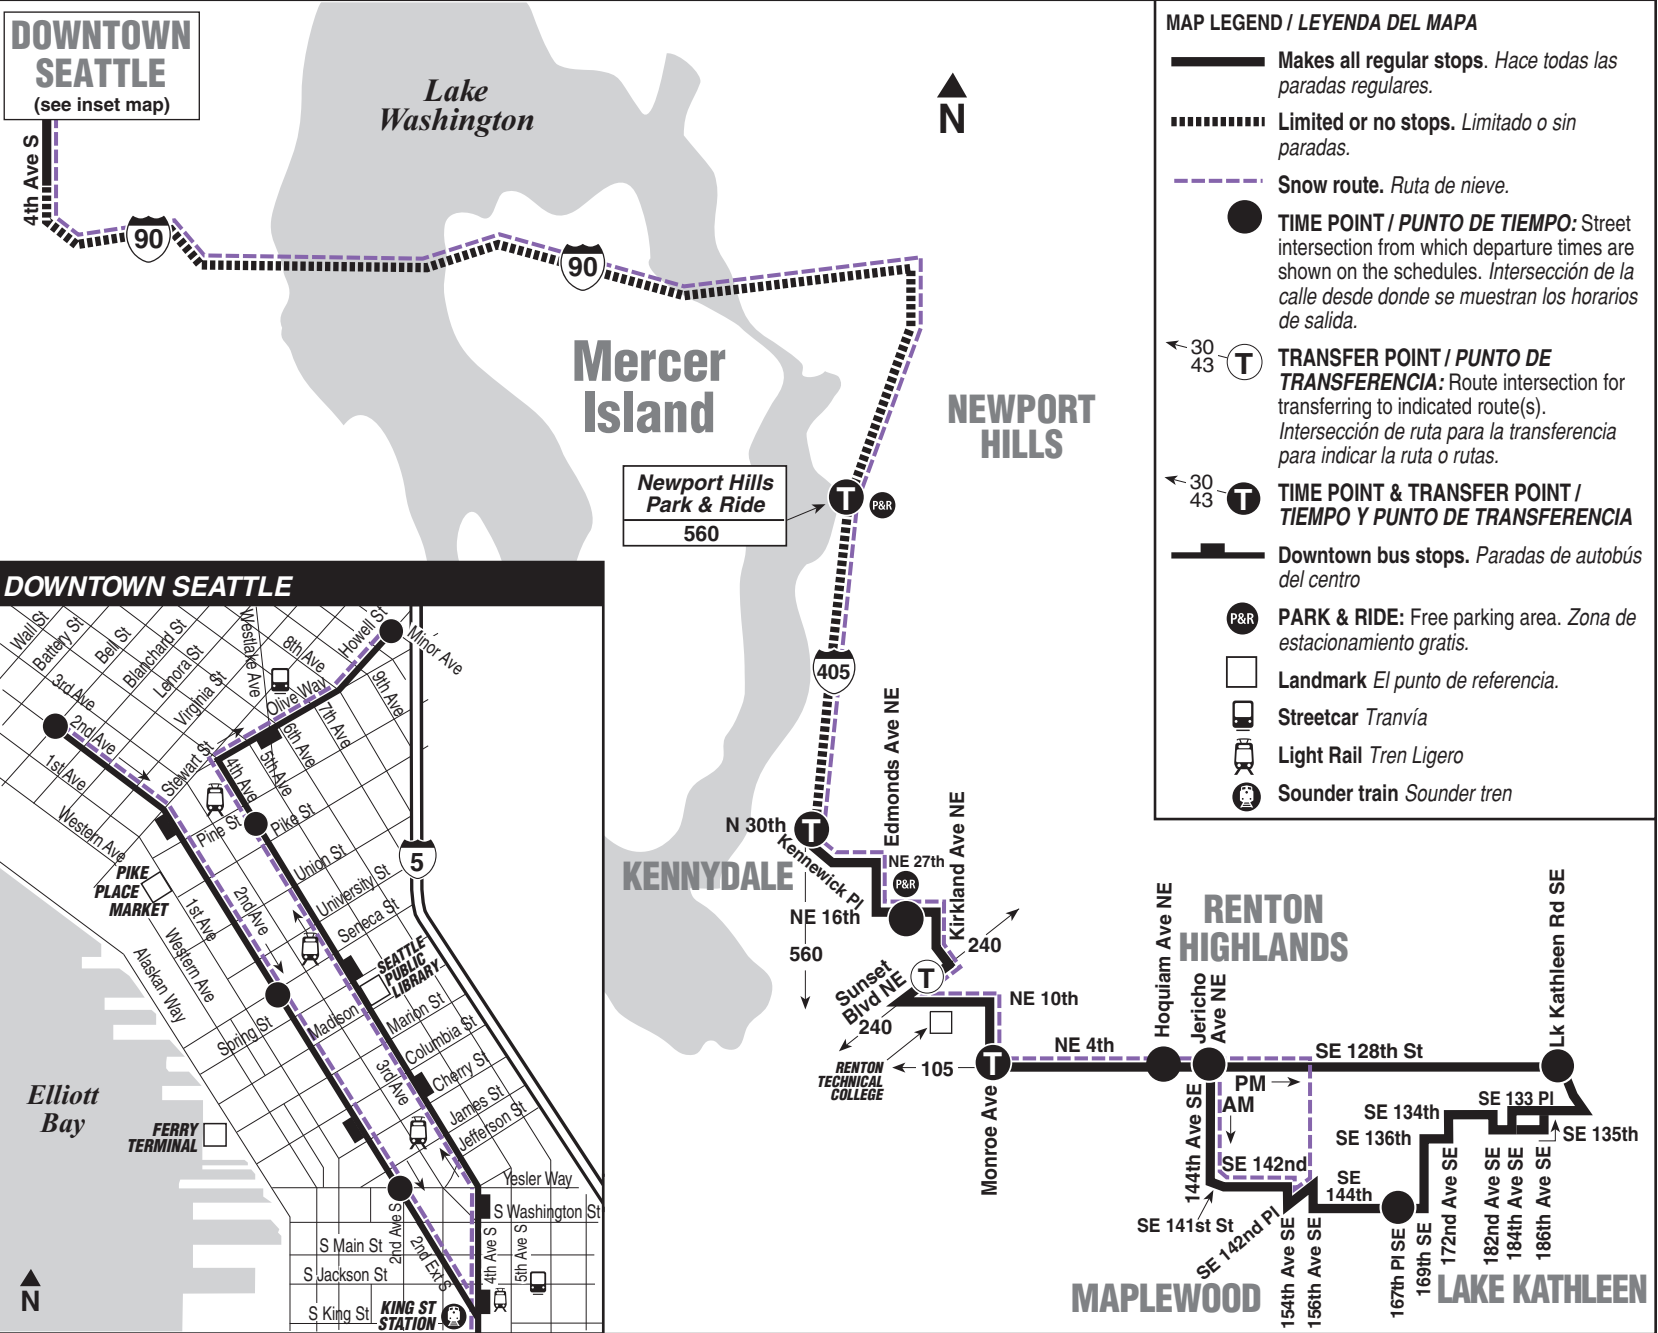 DOWNTOWN
SEATTLE
(see inset map)
4th Ave S
90
Lake
Washington
N
90
Mercer
Island
NEWPORT
HILLS
Newport Hills
Park & Ride
560
T
P&R
405
Edmonds Ave NE
Kirkland Ave NE
N 30th
T
Kennewick Pl
KENNYDALE
NE 27th
P&R
NE 16th
560
240
T
Sunset
Blvd NE
240
NE 10th
RENTON
TECHNICAL
COLLEGE
105
T
Monroe Ave
NE 4th
Hoquiam Ave NE
Jericho
Ave NE
RENTON
HIGHLANDS
SE 128th St
Lk Kathleen Rd SE
PM
AM
144th Ave SE
SE 142nd
SE 141st St
SE 142nd Pl
154th Ave SE
156th Ave SE
SE
144th
167th Pl SE
169th SE
SE 136th
SE 134th
172nd Ave SE
182nd Ave SE
184th Ave SE
186th Ave SE
SE 133 Pl
SE 135th
MAPLEWOOD
LAKE KATHLEEN
MAP LEGEND / LEYENDA DEL MAPA
Makes all regular stops. Hace todas las
paradas regulares.
Limited or no stops. Limitado o sin
paradas.
Snow route. Ruta de nieve.
TIME POINT / PUNTO DE TIEMPO: Street
intersection from which departure times are
shown on the schedules. Intersección de la
calle desde donde se muestran los horarios
de salida.
30
43
T
TRANSFER POINT / PUNTO DE
TRANSFERENCIA: Route intersection for
transferring to indicated route(s).
Intersección de ruta para la transferencia
para indicar la ruta o rutas.
30
43
T
TIME POINT & TRANSFER POINT /
TIEMPO Y PUNTO DE TRANSFERENCIA
Downtown bus stops. Paradas de autobús
del centro
P&R
PARK & RIDE: Free parking area. Zona de
estacionamiento gratis.
Landmark El punto de referencia.
Streetcar Tranvía
Light Rail Tren Ligero
Sounder train Sounder tren
DOWNTOWN SEATTLE
Wall St
Battery St
Bell St
Blanchard St
Lenora St
Virginia St
Westlake Ave
8th Ave
Howell St
Minor Ave
9th Ave
3rd Ave
2nd Ave
1st Ave
Western Ave
Stewart St
Olive Way
7th Ave
6th Ave
5th Ave
4th Ave
Pine St
Pike St
Union St
University St
Seneca St
5
PIKE
PLACE
MARKET
1st Ave
2nd Ave
Western Ave
Alaskan Way
SEATTLE
PUBLIC
LIBRARY
Spring St
Madison
Marion St
Columbia St
Cherry St
3rd Ave
James St
Jefferson St
Elliott
Bay
FERRY
TERMINAL
Yesler Way
S Washington St
S Main St
S Jackson St
S King St
2nd Ave S
2nd Ext S
4th Ave S
5th Ave S
KING ST
STATION
N